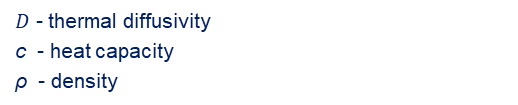 D - thermal diffusivity
c - heat capacity
ρ - density